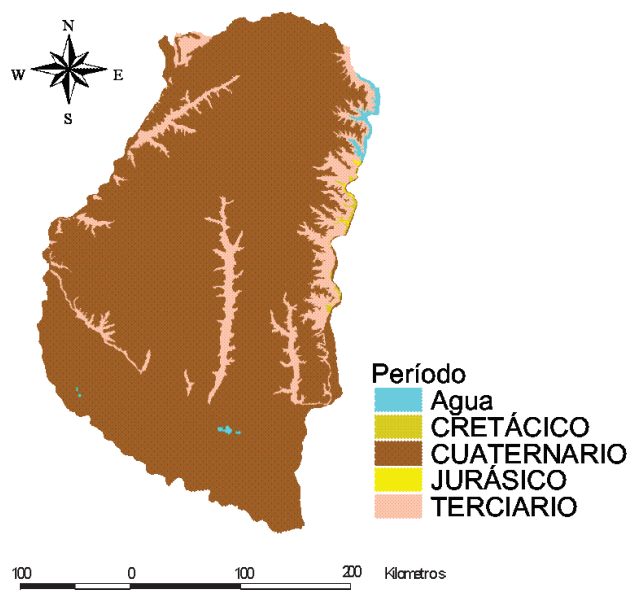 N
W E
S
Período
Agua
CRETÁCICO
CUATERNARIO
JURÁSICO
TERCIARIO
100 0 100 200 Kilometros